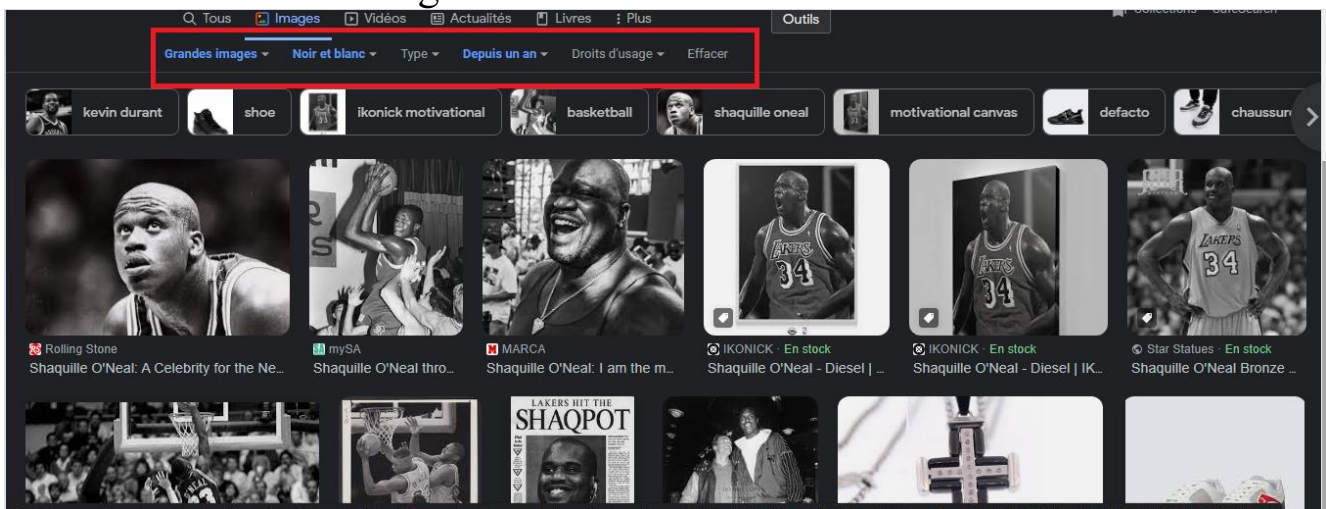 Tous Images Vidéos Actualités Livres Plus Outils
Grandes images Noir et blanc Type Depuis un an Droits d'usage Effacer
kevin durant shoe ikonick motivational basketball shaquille oneal motivational canvas defacto chaussur
LAKERS 34
LAKERS 34
LAKERS 34
Rolling Stone
Shaquille O'Neal: A Celebrity for the Ne...
mySA
Shaquille O'Neal thro...
MARCA
Shaquille O'Neal: I am the m...
IKONICK · En stock
Shaquille O'Neal - Diesel | ...
IKONICK · En stock
Shaquille O'Neal - Diesel | IK...
Star Statues · En stock
Shaquille O'Neal Bronze ...
LAKERS HIT THE
SHAQPOT